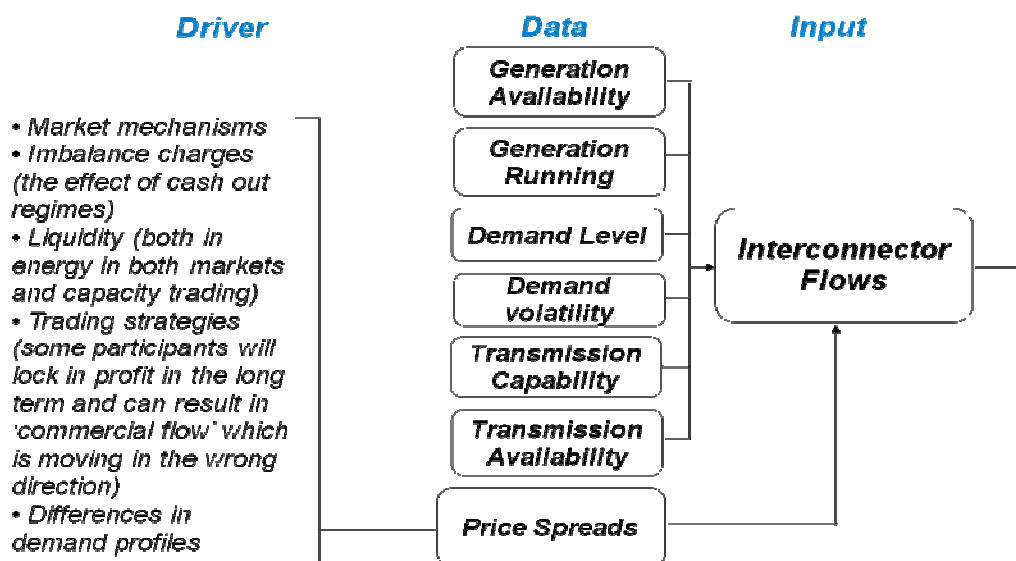 Driver
Data
Input
• Market mechanisms
• Imbalance charges
(the effect of cash out
regimes)
• Liquidity (both in
energy in both markets
and capacity trading)
• Trading strategies
(some participants will
lock in profit in the long
term and can result in
'commercial flow' which
is moving in the wrong
direction)
• Differences in
demand profiles
Generation
Availability
Generation
Running
Demand Level
Demand
volatility
Transmission
Capability
Transmission
Availability
Price Spreads
Interconnector
Flows